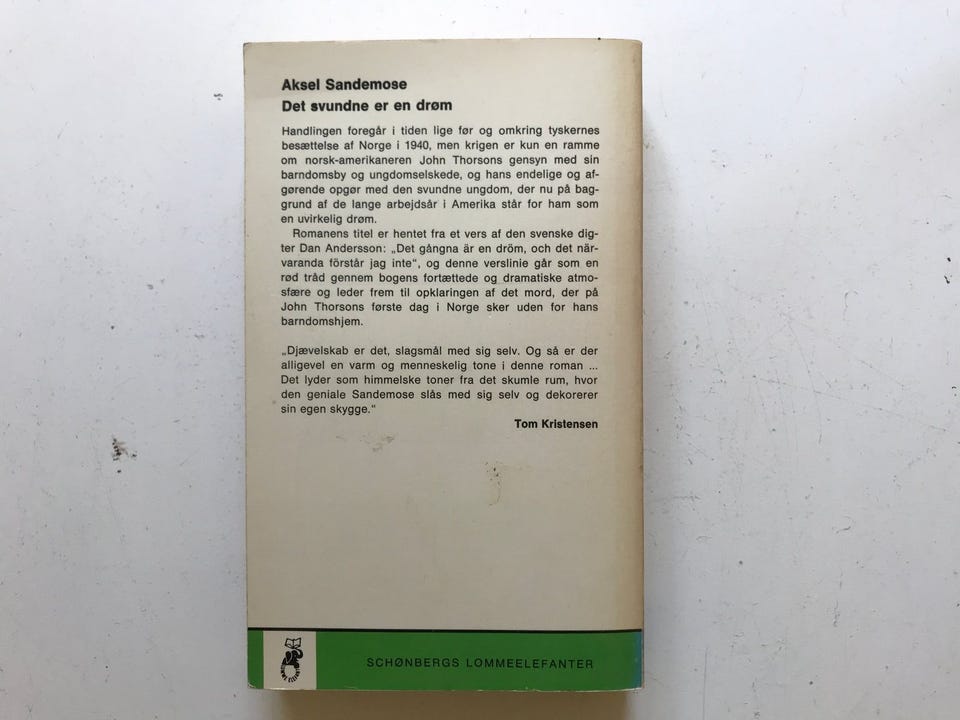 Aksel Sandemose
Det svundne er en drøm
Handlingen foregår i tiden lige før og omkring tyskernes
besættelse af Norge i 1940, men krigen er kun en ramme
om norsk-amerikaneren John Thorsons gensyn med sin
barndomsby og ungdomselskede, og hans endelige og af-
gørende opgør med den svundne ungdom, der nu på bag-
grund af de lange arbejdsår i Amerika står for ham som
en uvirkelig drøm.
Romanens titel er hentet fra et vers af den svenske dig-
ter Dan Andersson: „Det gångna är en dröm, och det när-
varanda förstår jag inte“, og denne verslinie går som en
rød tråd gennem bogens fortættede og dramatiske atmo-
sfære og leder frem til opklaringen af det mord, der på
John Thorsons første dag i Norge sker uden for hans
barndomshjem.
„Djævelskab er det, slagsmål med sig selv. Og så er der
alligevel en varm og menneskelig tone i denne roman ...
Det lyder som himmelske toner fra det skumle rum, hvor
den geniale Sandemose slås med sig selv og dekorerer
sin egen skygge.“
Tom Kristensen
SCHØNBERGS LOMMEELEFANTER